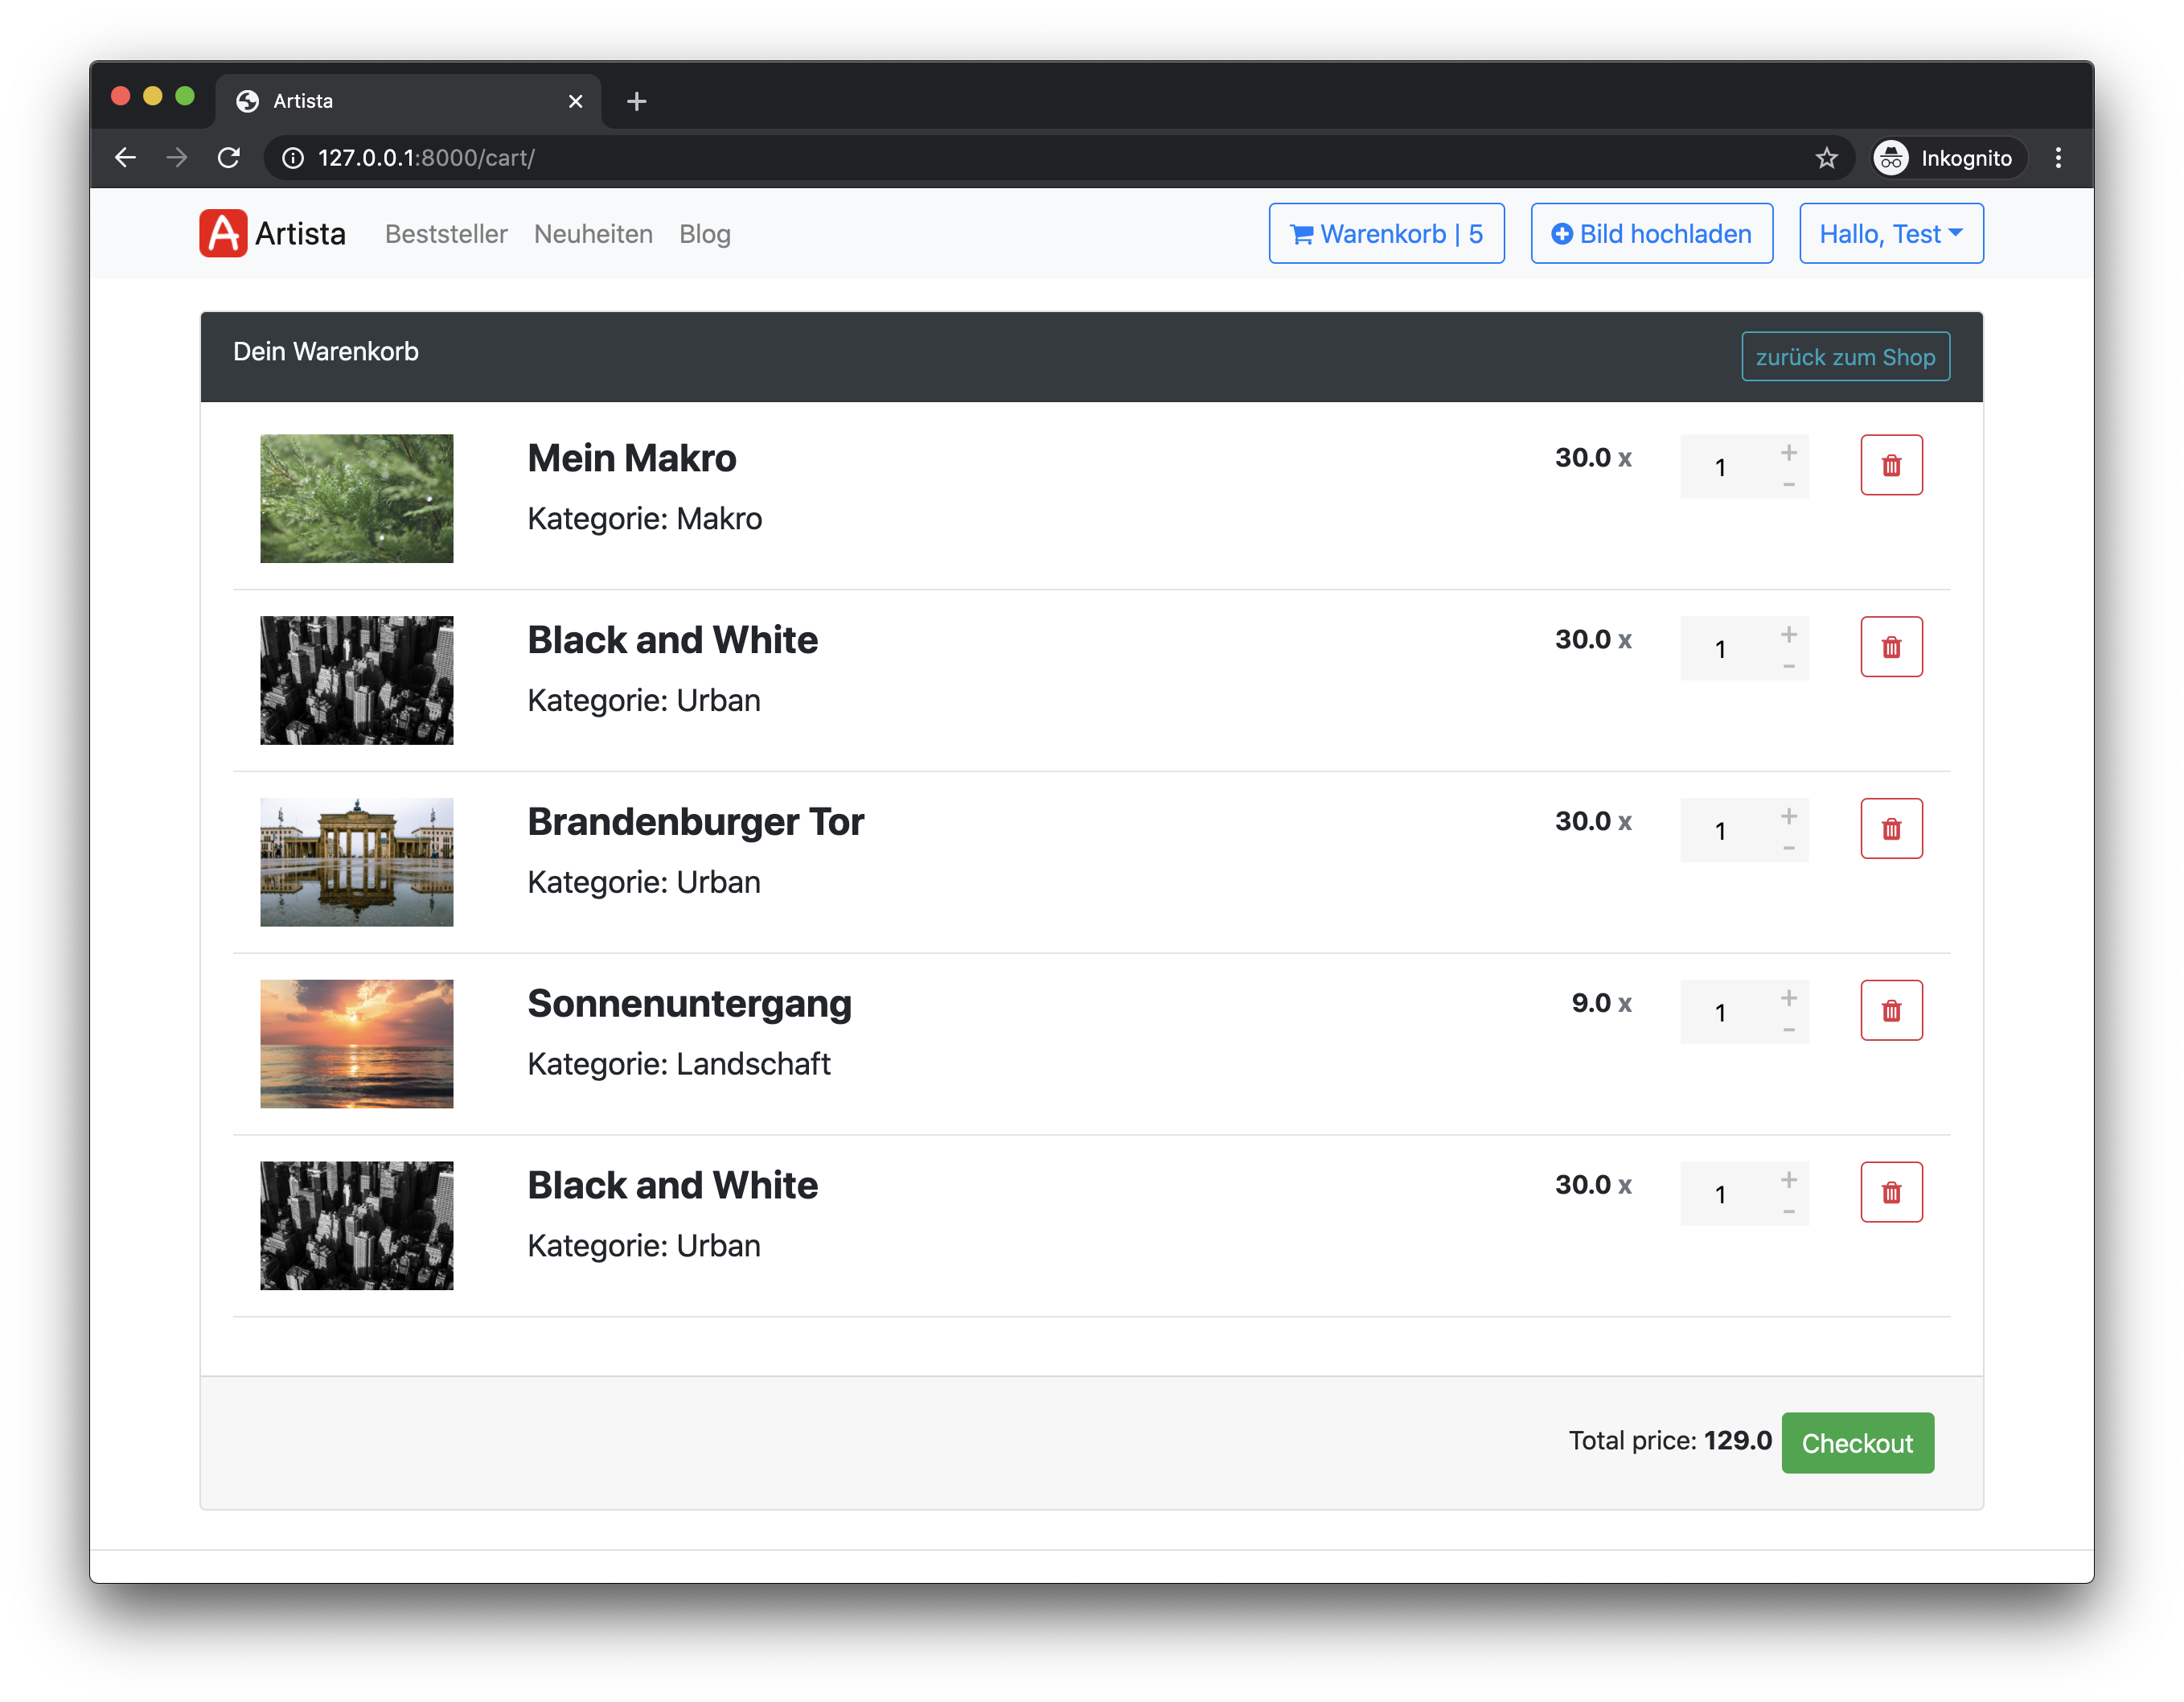 Artista
127.0.0.1:8000/cart/
Inkognito
A Artista
Beststeller
Neuheiten
Blog
Warenkorb | 5
Bild hochladen
Hallo, Test
Dein Warenkorb
zurück zum Shop
Mein Makro
30.0 x
1
Kategorie: Makro
Black and White
30.0 x
1
Kategorie: Urban
Brandenburger Tor
30.0 x
1
Kategorie: Urban
Sonnenuntergang
9.0 x
1
Kategorie: Landschaft
Black and White
30.0 x
1
Kategorie: Urban
Total price: 129.0
Checkout